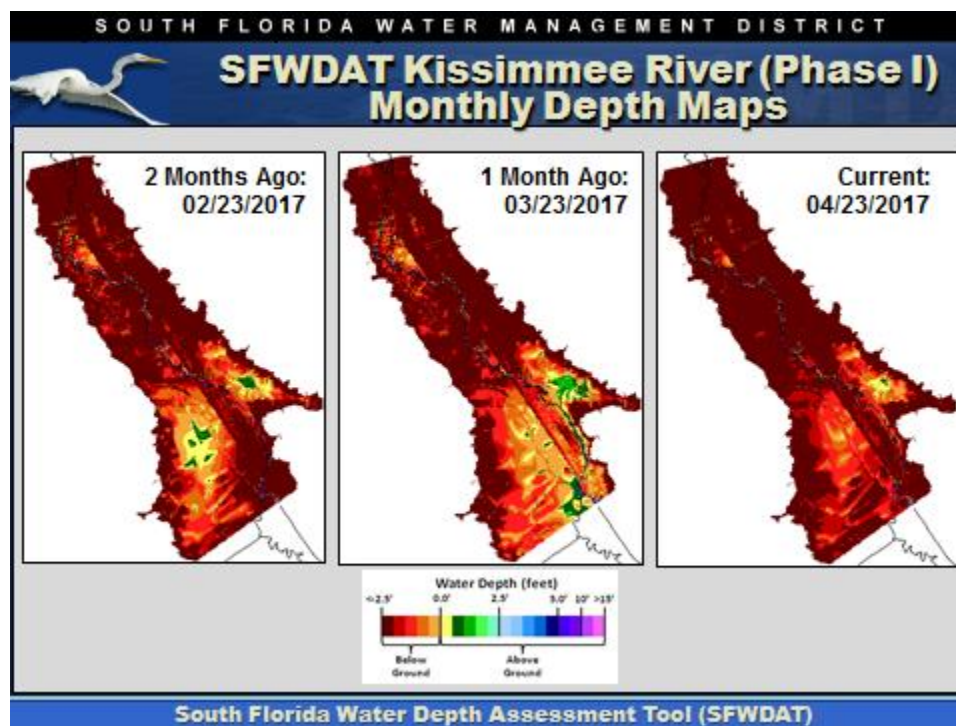 SOUTH FLORIDA WATER MANAGEMENT DISTRICT
SFWDAT Kissimmee River (Phase I)
Monthly Depth Maps
2 Months Ago:
02/23/2017
1 Month Ago:
03/23/2017
Current:
04/23/2017
Water Depth (feet)
<-2.5' 0.0' 2.5' 5.0' 10' >15'
Below
Ground
Above
Ground
South Florida Water Depth Assessment Tool (SFWDAT)